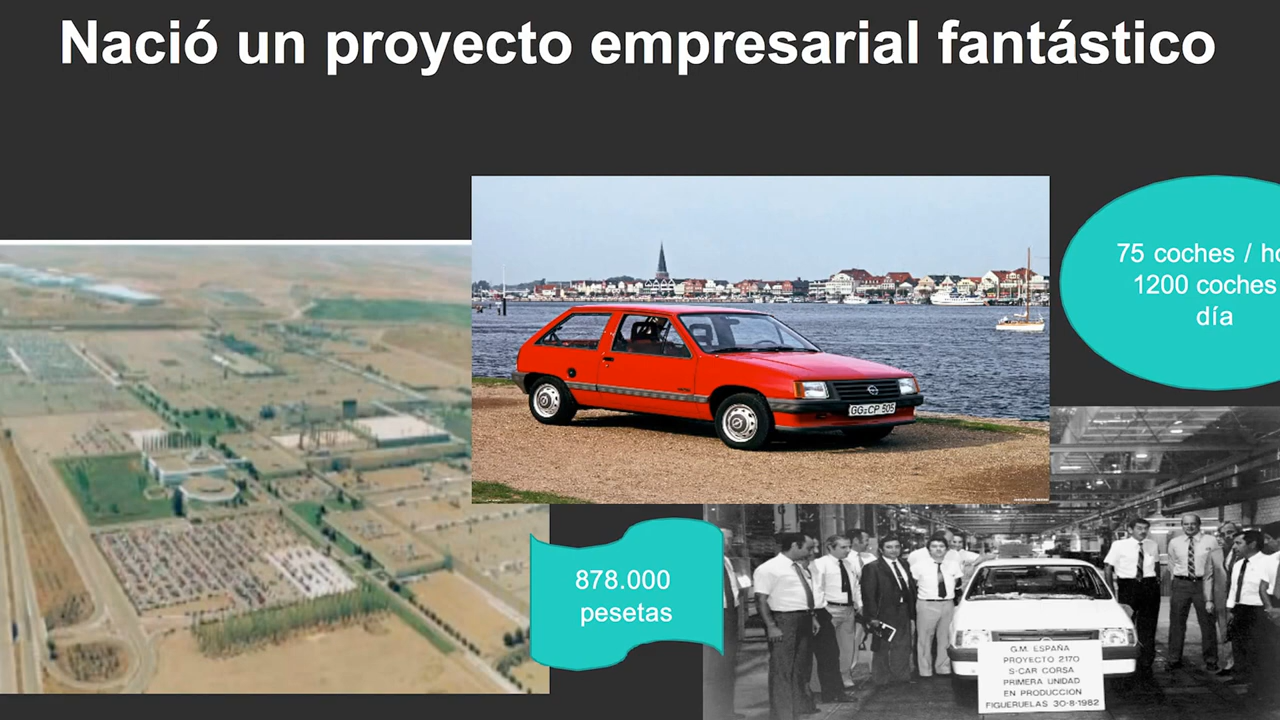 Nació un proyecto empresarial fantástico
75 coches / ho
1200 coches
día
GG:CP 505
878.000
pesetas
G.M. ESPAÑA
PROYECTO 2170
S-CAR CORSA
PRIMERA UNIDAD
EN PRODUCCION
FIGUERUELAS 30-8-1982